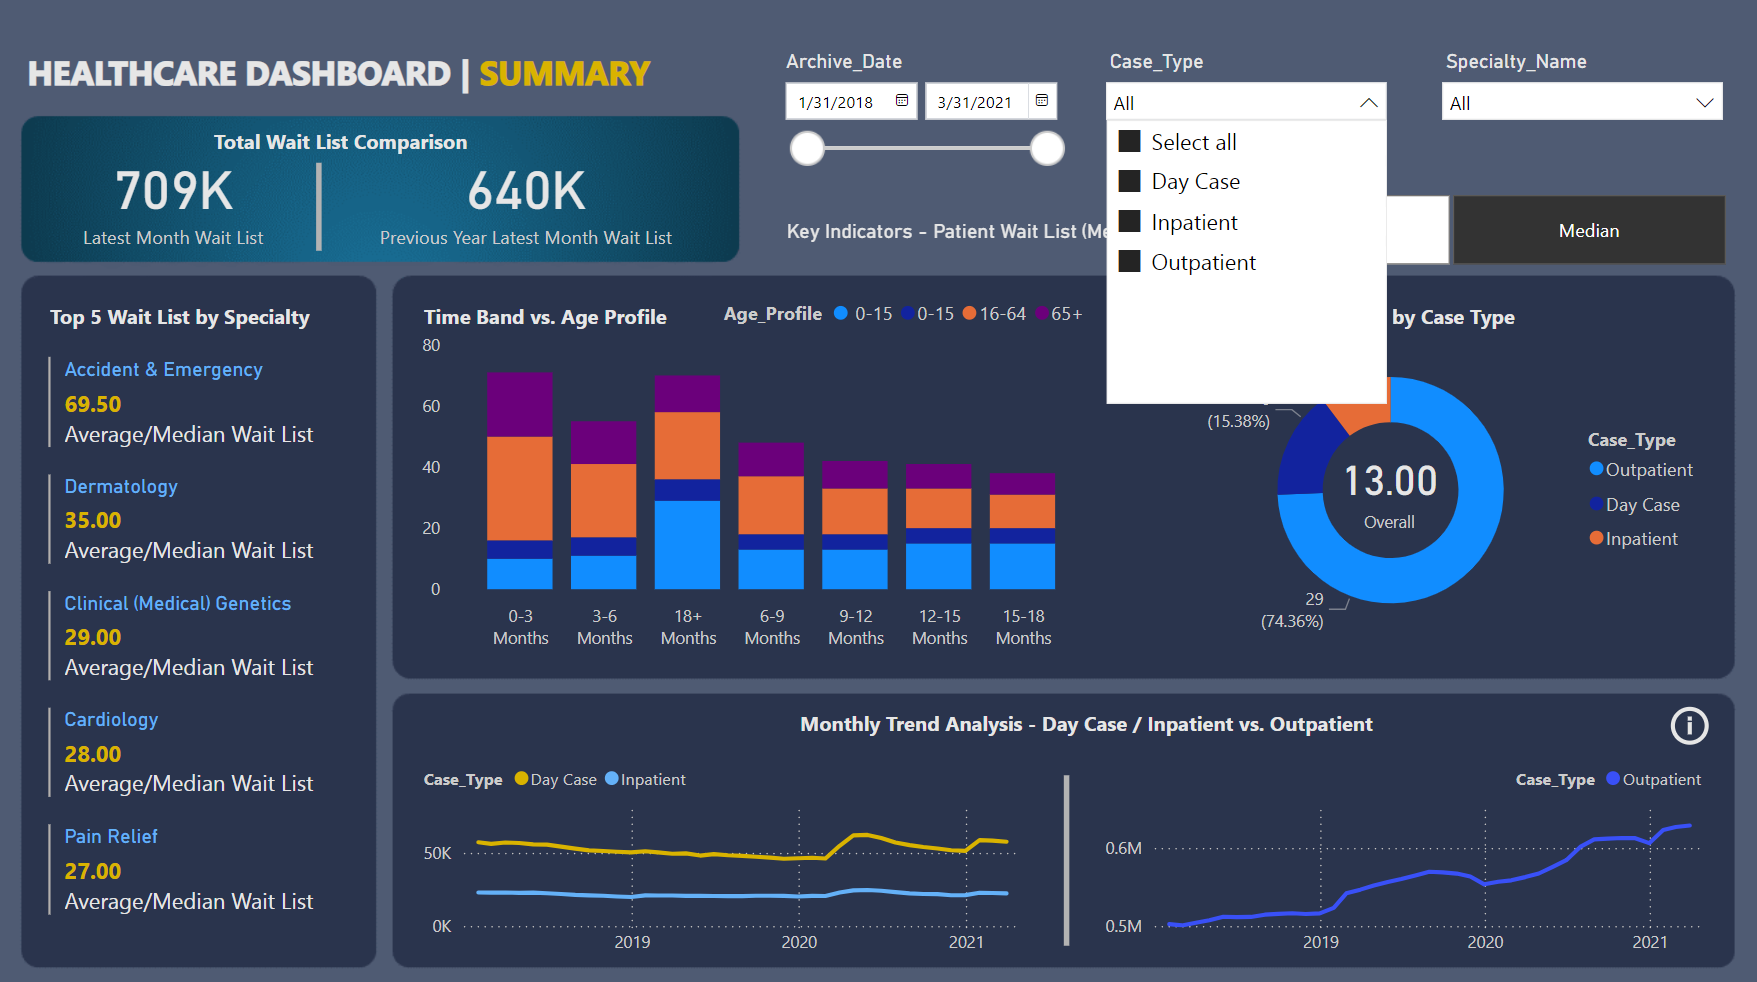 HEALTHCARE DASHBOARD | SUMMARY
Archive_Date
1/31/2018
3/31/2021
Case_Type
All
Select all
Day Case
Inpatient
Outpatient
Specialty_Name
All
Total Wait List Comparison
709K
Latest Month Wait List
640K
Previous Year Latest Month Wait List
Key Indicators - Patient Wait List (Me
Median
Top 5 Wait List by Specialty
Accident & Emergency
69.50
Average/Median Wait List
Dermatology
35.00
Average/Median Wait List
Clinical (Medical) Genetics
29.00
Average/Median Wait List
Cardiology
28.00
Average/Median Wait List
Pain Relief
27.00
Average/Median Wait List
Time Band vs. Age Profile
Age_Profile 0-15 0-15 16-64 65+
80
60
40
20
0
0-3 Months
3-6 Months
18+ Months
6-9 Months
9-12 Months
12-15 Months
15-18 Months
by Case Type
(15.38%)
13.00
Overall
29
(74.36%)
Case_Type
Outpatient
Day Case
Inpatient
Monthly Trend Analysis - Day Case / Inpatient vs. Outpatient
Case_Type Day Case Inpatient
50K
0K
2019 2020 2021
Case_Type Outpatient
0.6M
0.5M
2019 2020 2021